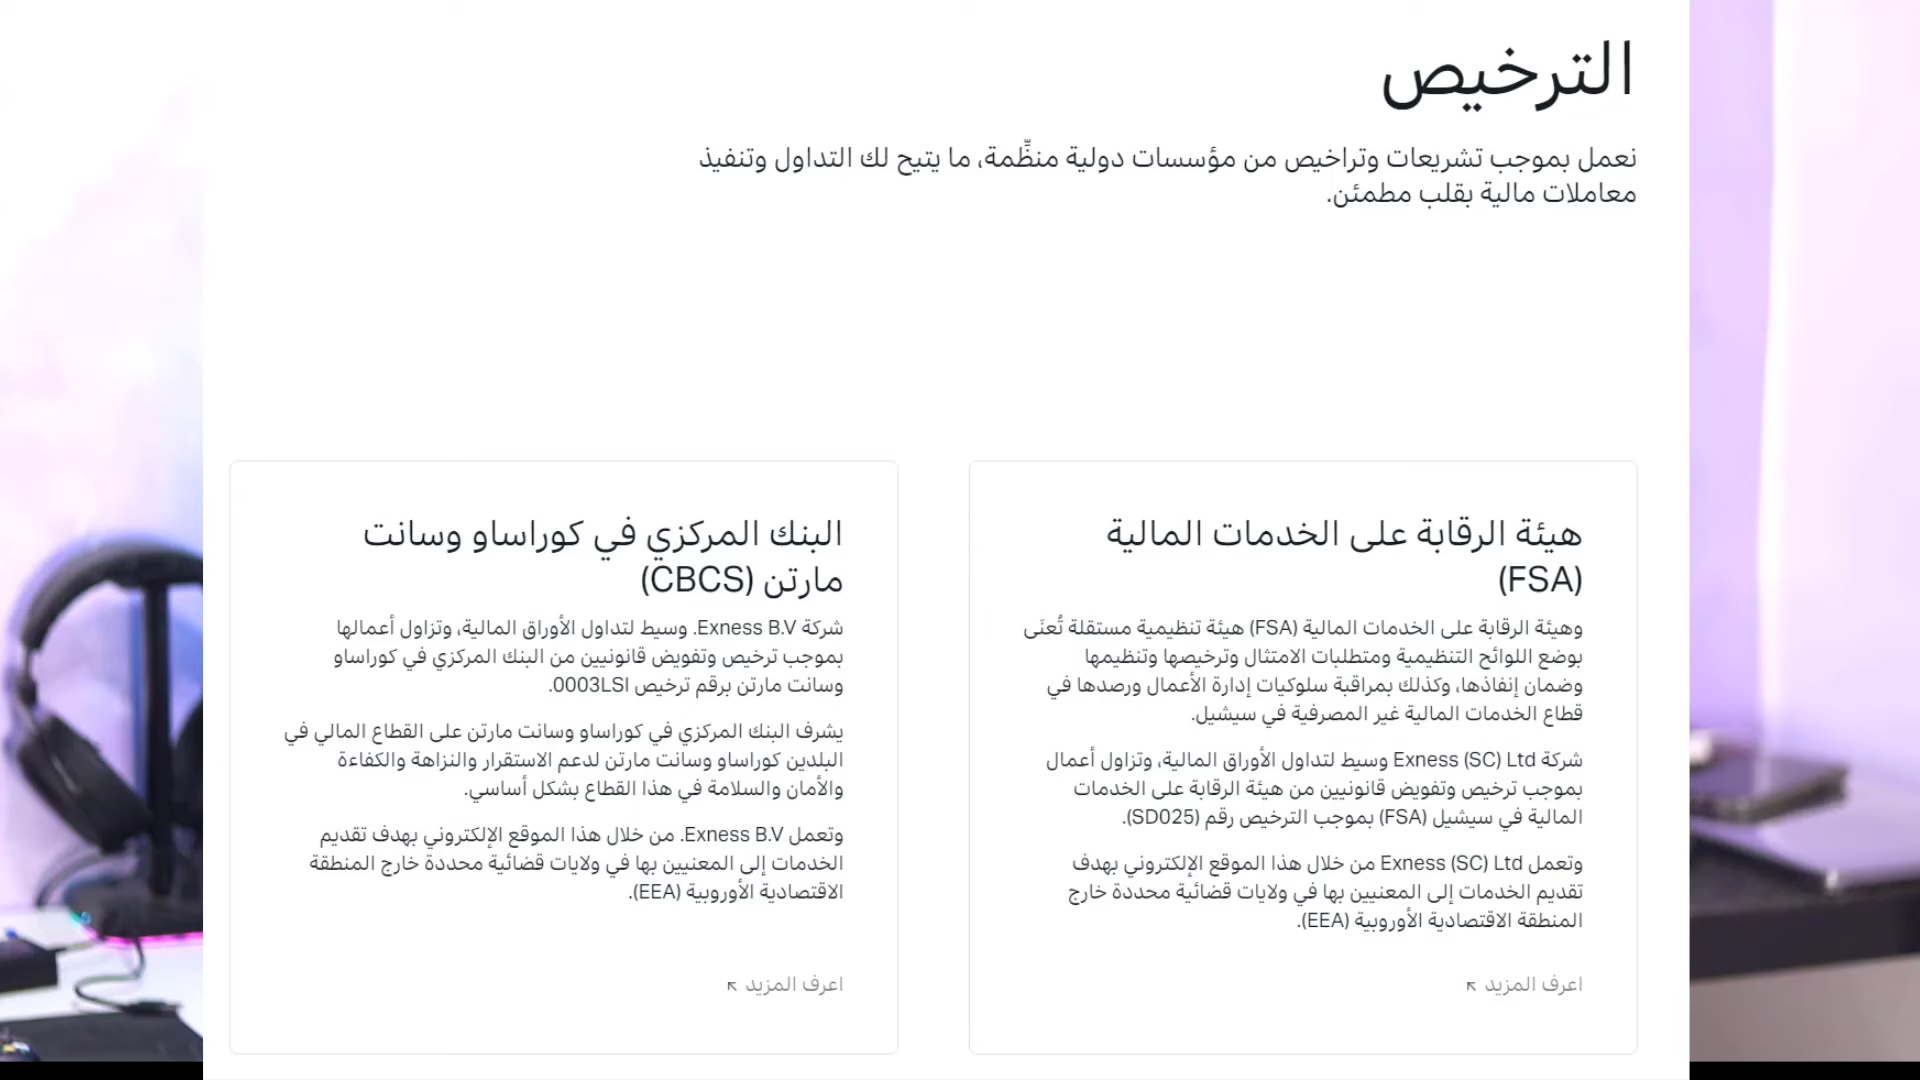 الترخيص
نعمل بموجب تشريعات وتراخيص من مؤسسات دولية منظِّمة، ما يتيح لك التداول وتنفيذ
معاملات مالية بقلب مطمئن.
هيئة الرقابة على الخدمات المالية
(FSA)
وهيئة الرقابة على الخدمات المالية (FSA) هيئة تنظيمية مستقلة تُعنَى
بوضع اللوائح التنظيمية ومتطلبات الامتثال وترخيصها وتنظيمها
وضمان إنفاذها، وكذلك بمراقبة سلوكيات إدارة الأعمال ورصدها في
قطاع الخدمات المالية غير المصرفية في سيشيل.
شركة Exness (SC) Ltd وسيط لتداول الأوراق المالية، وتزاول أعمال
بموجب ترخيص وتفويض قانونيين من هيئة الرقابة على الخدمات
المالية في سيشيل (FSA) بموجب الترخيص رقم (SD025).
وتعمل Exness (SC) Ltd من خلال هذا الموقع الإلكتروني بهدف
تقديم الخدمات إلى المعنيين بها في ولايات قضائية محددة خارج
المنطقة الاقتصادية الأوروبية (EEA).
اعرف المزيد
البنك المركزي في كوراساو وسانت
مارتن (CBCS)
شركة Exness B.V. وسيط لتداول الأوراق المالية، وتزاول أعمالها
بموجب ترخيص وتفويض قانونيين من البنك المركزي في كوراساو
وسانت مارتن برقم ترخيص 0003LSI.
يشرف البنك المركزي في كوراساو وسانت مارتن على القطاع المالي في
البلدين كوراساو وسانت مارتن لدعم الاستقرار والنزاهة والكفاءة
والأمان والسلامة في هذا القطاع بشكل أساسي.
وتعمل Exness B.V. من خلال هذا الموقع الإلكتروني بهدف تقديم
الخدمات إلى المعنيين بها في ولايات قضائية محددة خارج المنطقة
الاقتصادية الأوروبية (EEA).
اعرف المزيد